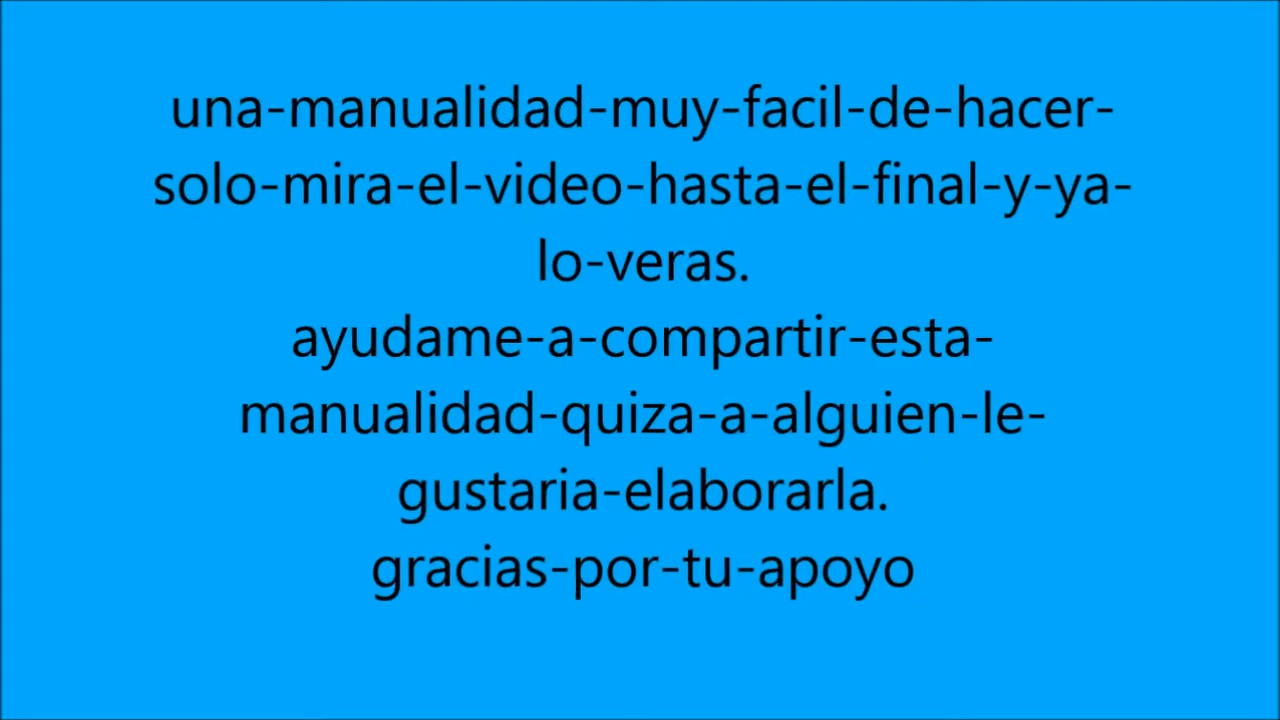 una-manualidad-muy-facil-de-hacer-
solo-mira-el-video-hasta-el-final-y-ya-
lo-veras.
ayudame-a-compartir-esta-
manualidad-quiza-a-alguien-le-
gustaria-elaborarla.
gracias-por-tu-apoyo